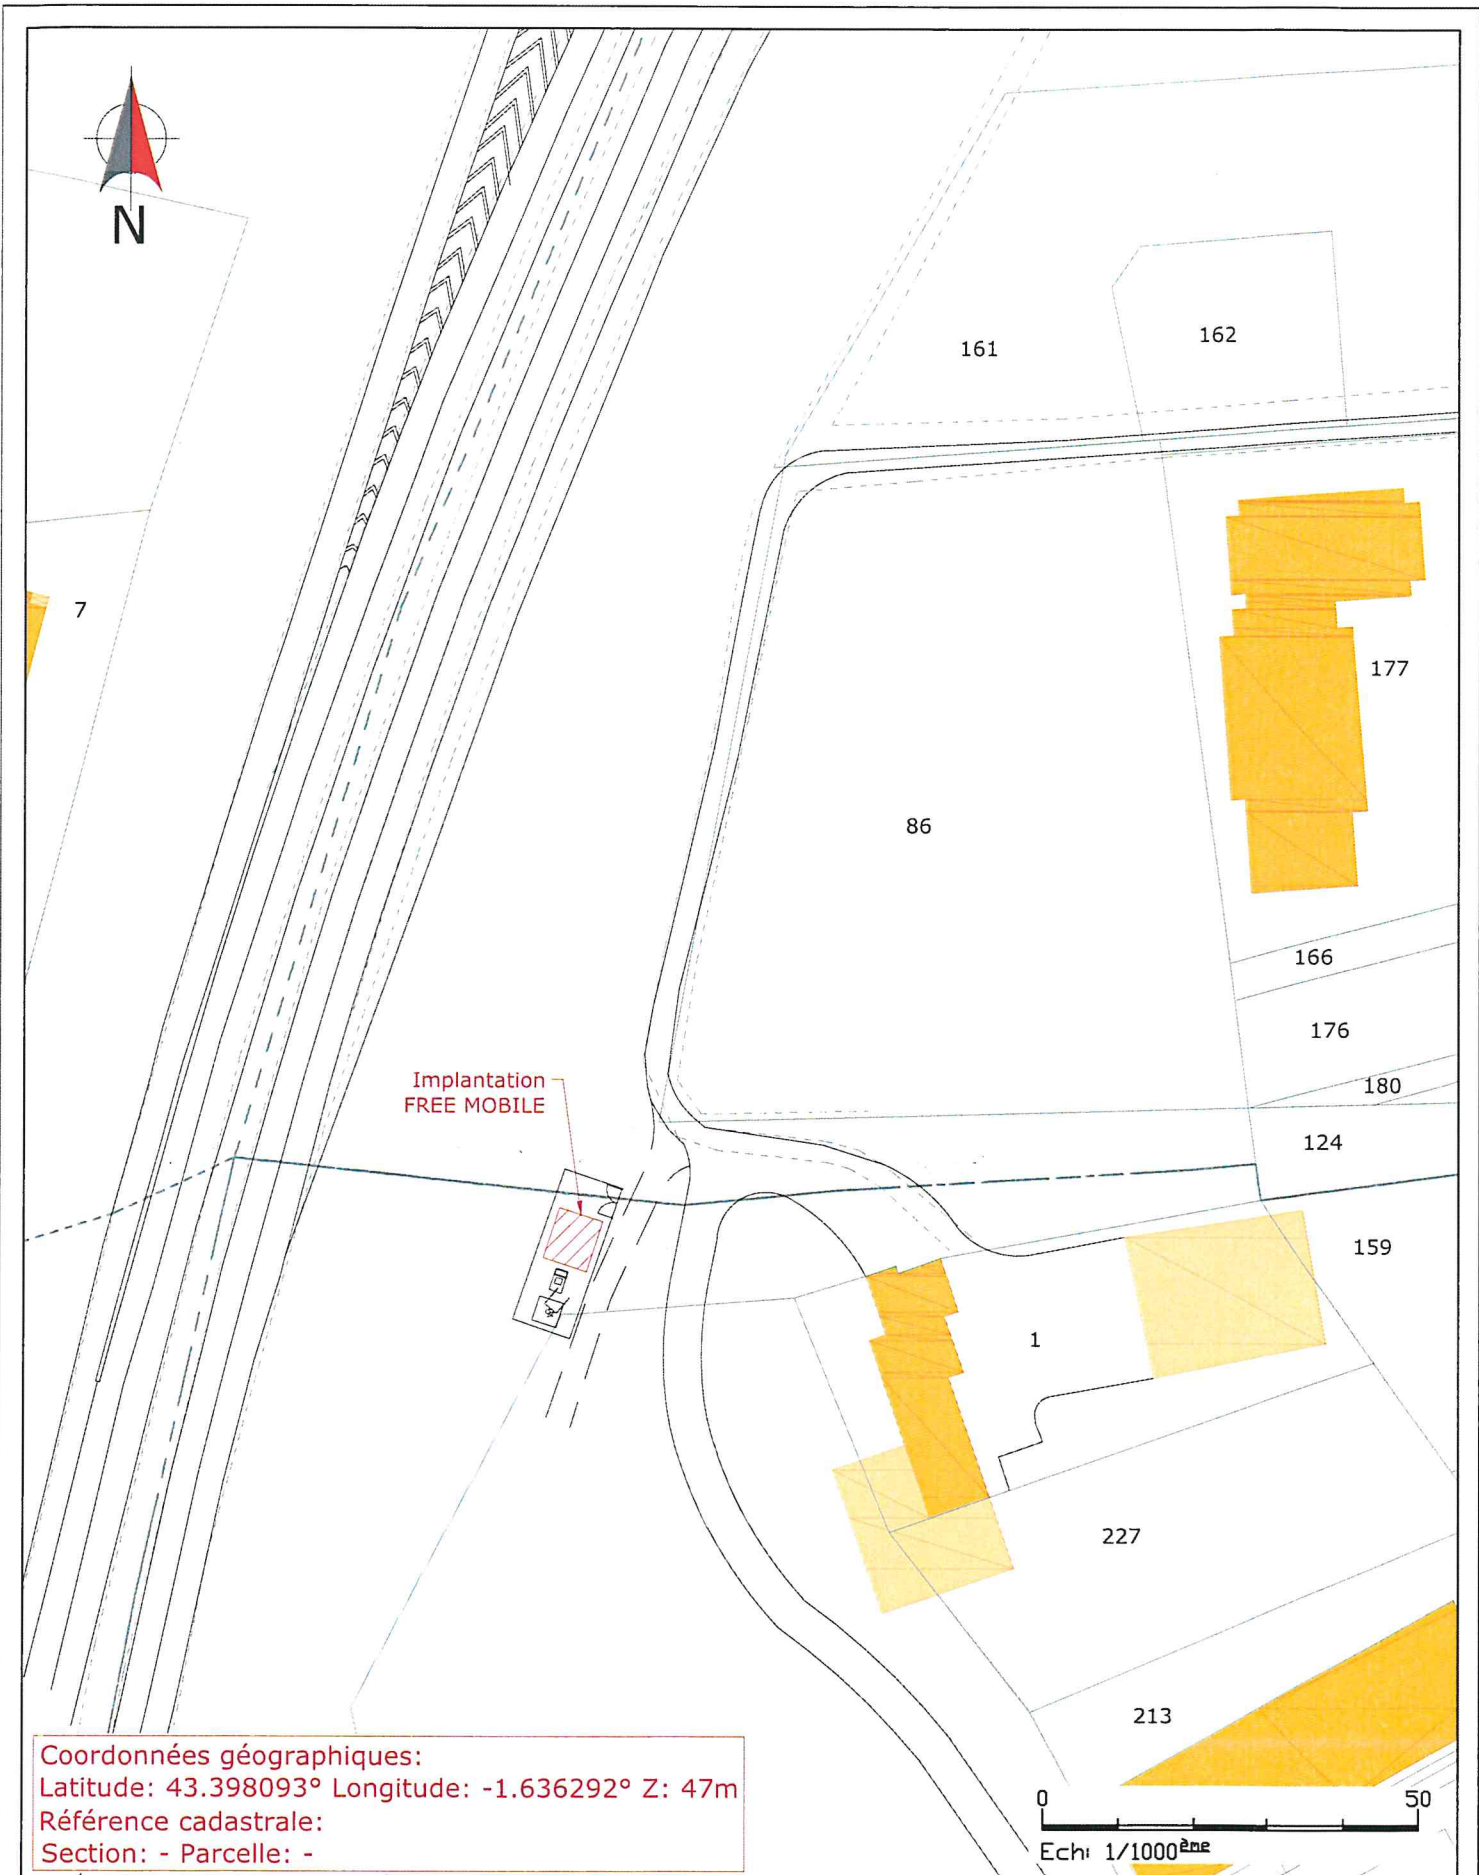 N
161
162
7
177
86
166
176
Implantation
FREE MOBILE
180
124
159
1
227
213
Coordonnées géographiques:
Latitude: 43.398093° Longitude: -1.636292° Z: 47m
Référence cadastrale:
Section: - Parcelle: -
0 50
Ech: 1/1000ème